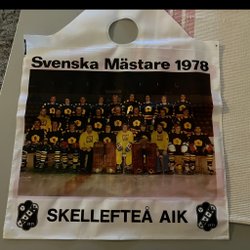 Svenska Mästare 1978
SKELLEFTEÅ AIK